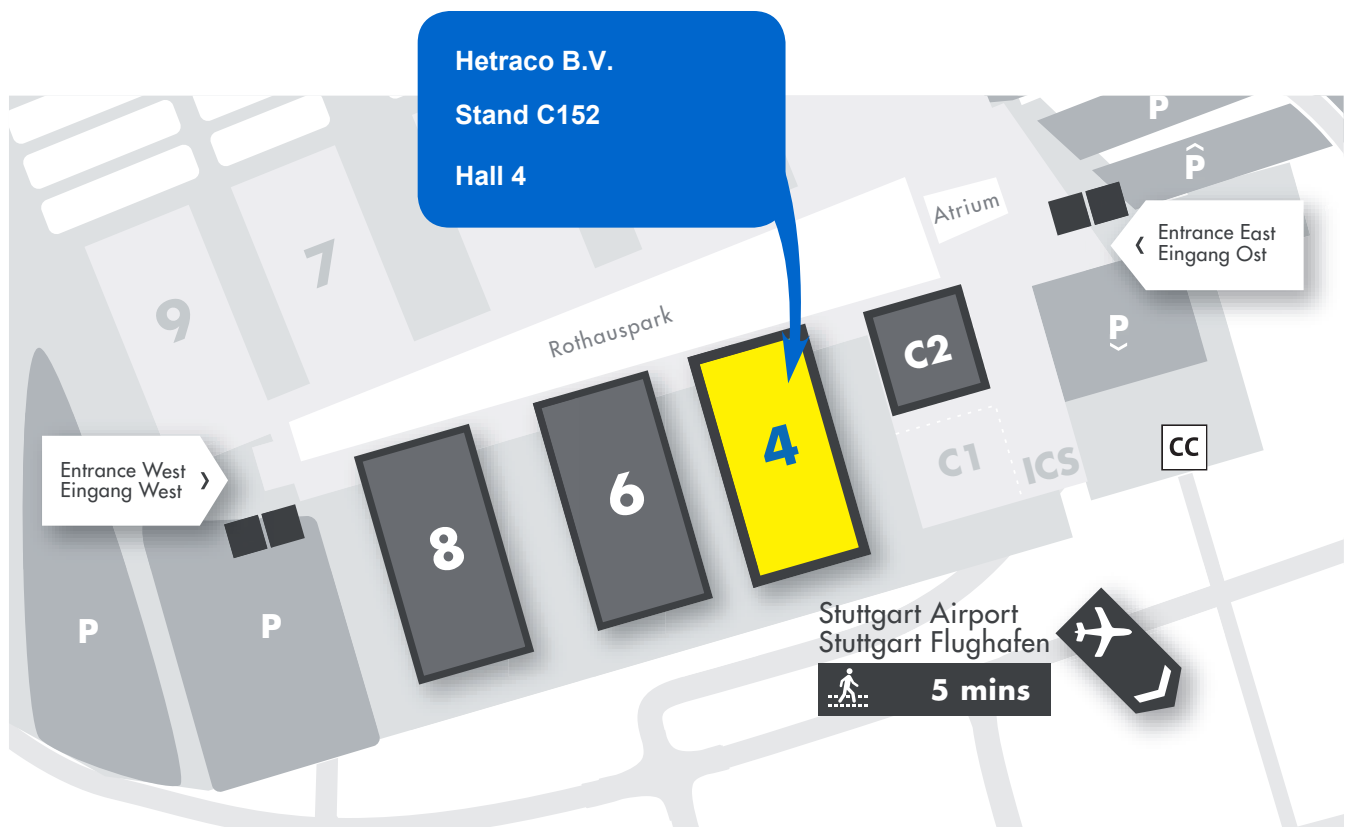 Hetraco B.V.
Stand C152
Hall 4
P
P
Atrium
‹ Entrance East
Eingang Ost
7
9
Rothauspark
P
C2
4
CC
C1
ICS
Entrance West ›
Eingang West
6
8
P
P
Stuttgart Airport
Stuttgart Flughafen
5 mins